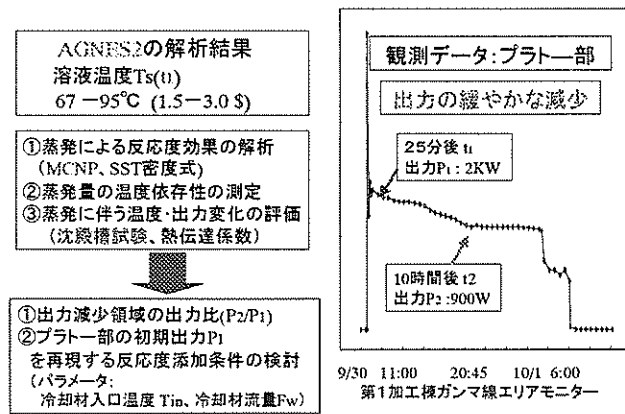 AGNES2の解析結果
溶液温度Ts(t1)
67 －95℃ (1.5－3.0 $)
①蒸発による反応度効果の解析
(MCNP、SST密度式)
②蒸発量の温度依存性の測定
③蒸発に伴う温度・出力変化の評価
(沈殿槽試験、熱伝達係数)
①出力減少領域の出力比(P2/P1)
②プラトー部の初期出力P1
を再現する反応度添加条件の検討
(パラメータ:
冷却材入口温度 Tin、冷却材流量Fw)
観測データ:プラトー部
出力の緩やかな減少
25分後 t1
出力P1 : 2KW
10時間後 t2
出力P2 :900W
9/30 11:00 20:45 10/1 6:00
第1加工棟ガンマ線エリアモニター